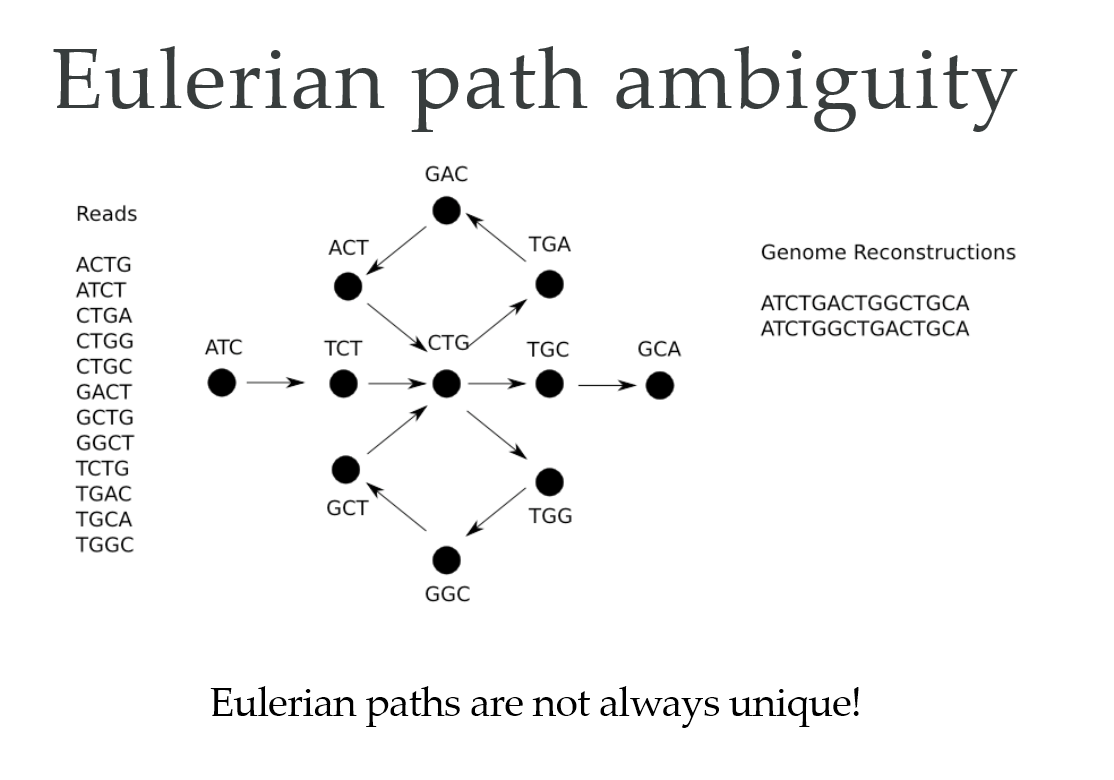 Eulerian path ambiguity
Reads
ACTG
ATCT
CTGA
CTGG
CTGC
GACT
GCTG
GGCT
TCTG
TGAC
TGCA
TGGC
GAC
ACT
TGA
ATC
TCT
CTG
TGC
GCA
GCT
TGG
GGC
Genome Reconstructions
ATCTGACTGGCTGCA
ATCTGGCTGACTGCA
Eulerian paths are not always unique!